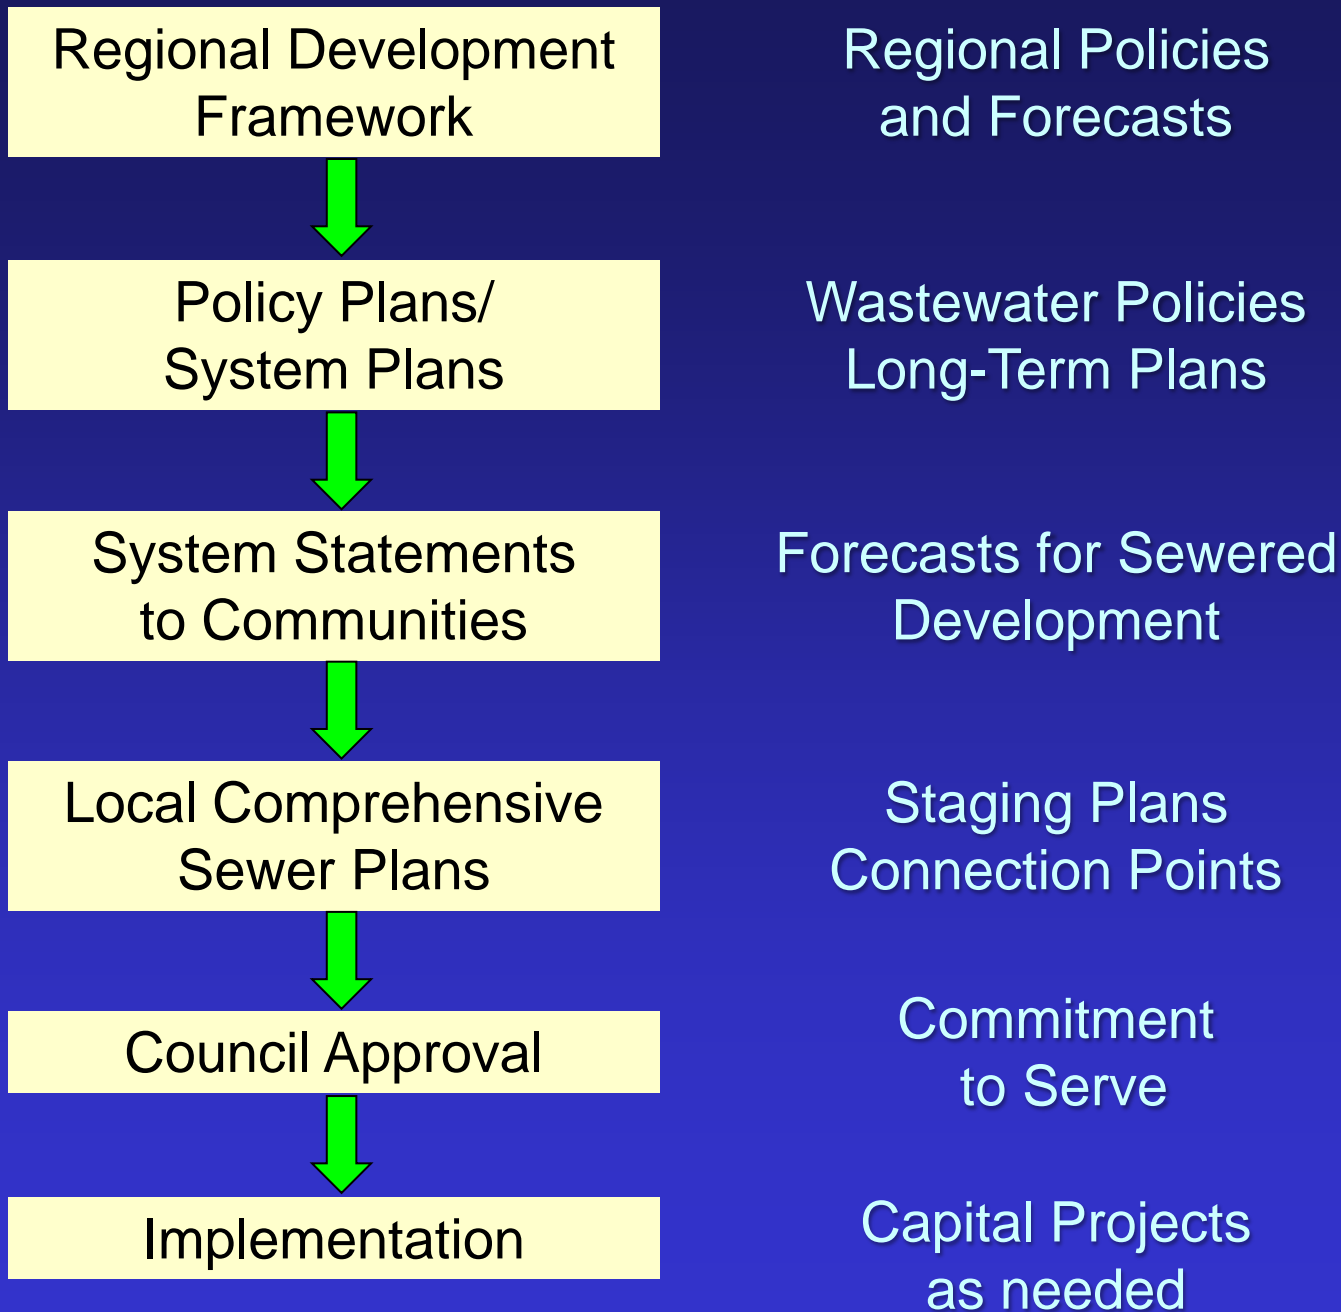 Regional Development
Framework
Regional Policies
and Forecasts
Policy Plans/
System Plans
Wastewater Policies
Long-Term Plans
System Statements
to Communities
Forecasts for Sewered
Development
Local Comprehensive
Sewer Plans
Staging Plans
Connection Points
Council Approval
Commitment
to Serve
Implementation
Capital Projects
as needed